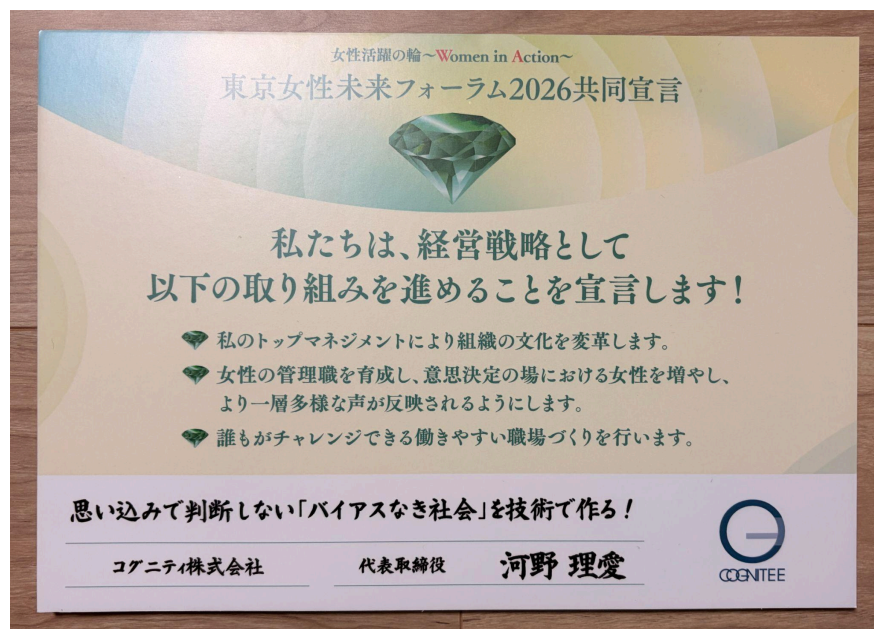 女性活躍の輪～Women in Action～
東京女性未来フォーラム2026共同宣言
私たちは、経営戦略として
以下の取り組みを進めることを宣言します！
私のトップマネジメントにより組織の文化を変革します。
女性の管理職を育成し、意思決定の場における女性を増やし、
より一層多様な声が反映されるようにします。
誰もがチャレンジできる働きやすい職場づくりを行います。
思い込みで判断しない「バイアスなき社会」を技術で作る！
コグニティ株式会社 代表取締役 河野 理愛
COGNITEE